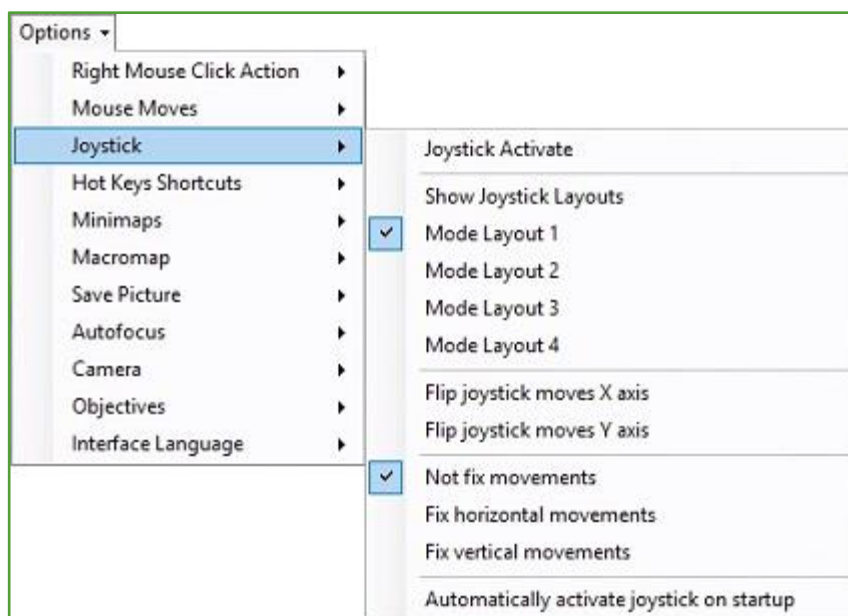 Options
Right Mouse Click Action
Mouse Moves
Joystick
Hot Keys Shortcuts
Minimaps
Macromap
Save Picture
Autofocus
Camera
Objectives
Interface Language
Joystick Activate
Show Joystick Layouts
Mode Layout 1
Mode Layout 2
Mode Layout 3
Mode Layout 4
Flip joystick moves X axis
Flip joystick moves Y axis
Not fix movements
Fix horizontal movements
Fix vertical movements
Automatically activate joystick on startup